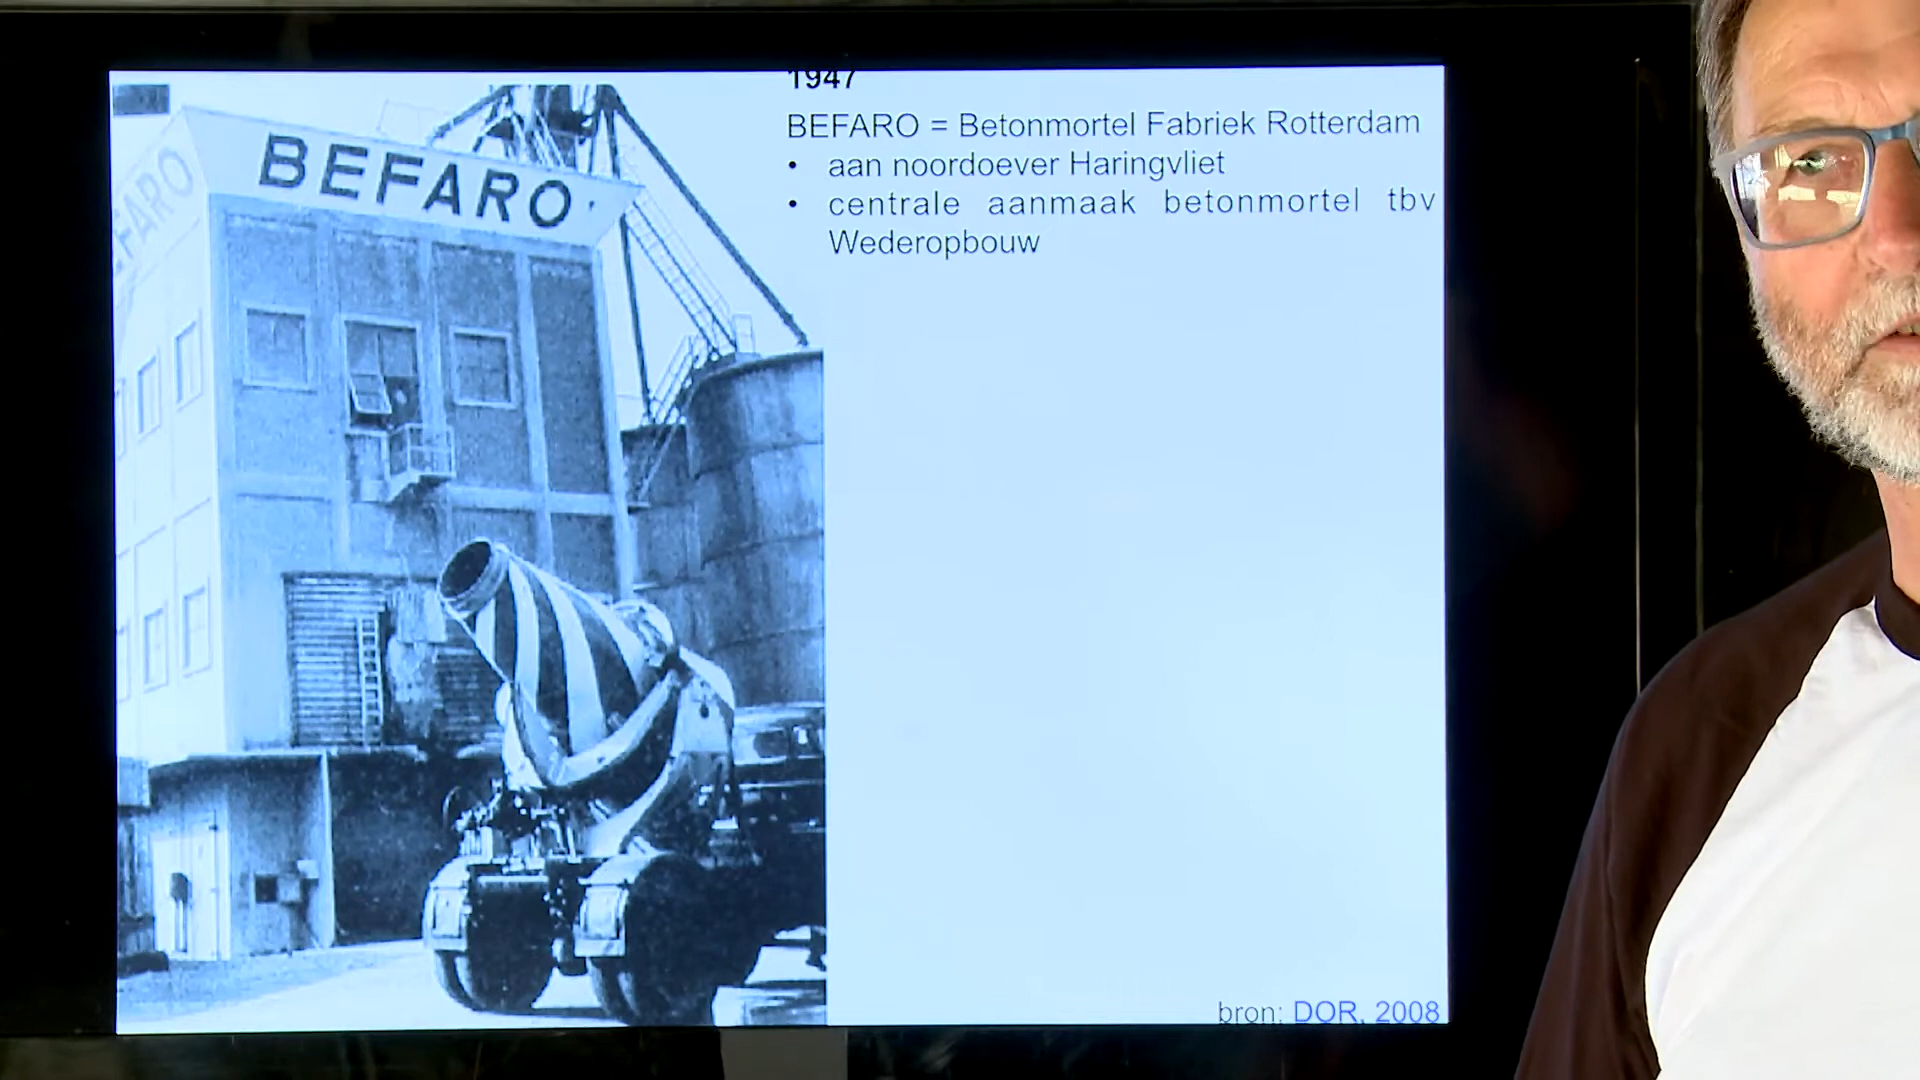 BEFARO
1947
BEFARO = Betonmortel Fabriek Rotterdam
• aan noordoever Haringvliet
• centrale aanmaak betonmortel tbv
Wederopbouw
bron: DOR, 2008